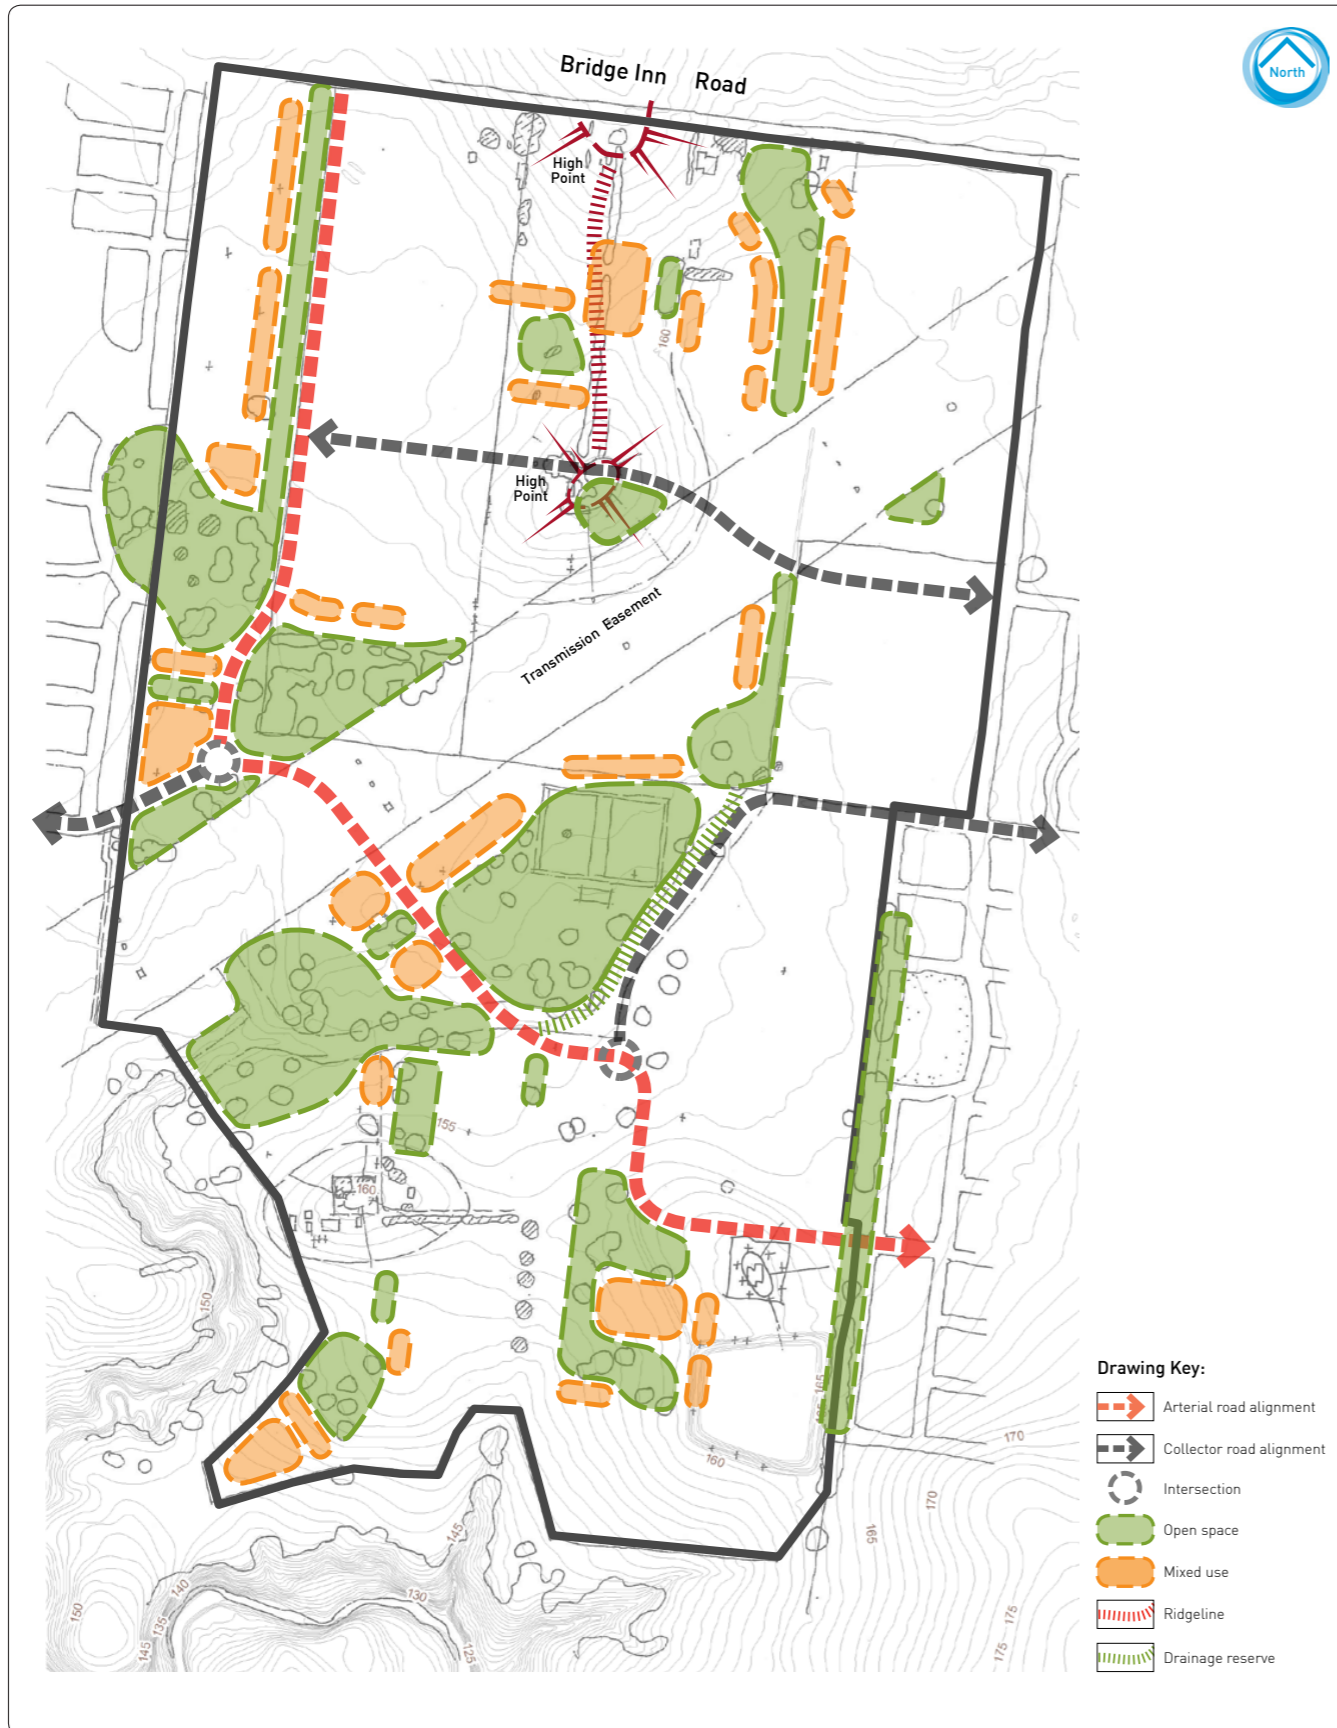 North
Bridge Inn Road
High
Point
160
High
Point
Transmission Easement
155
160
150
165
160
170
170
165
145
140
130
150
135
145
125
175
175
Drawing Key:
Arterial road alignment
Collector road alignment
Intersection
Open space
Mixed use
Ridgeline
Drainage reserve